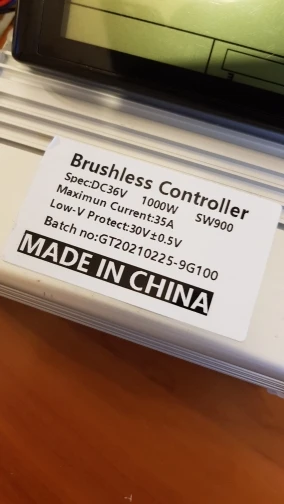 Brushless Controller
Spec:DC36V 1000W SW900
Maximun Current:35A
Low-V Protect:30V±0.5V
Batch no:GT20210225-9G100
MADE IN CHINA